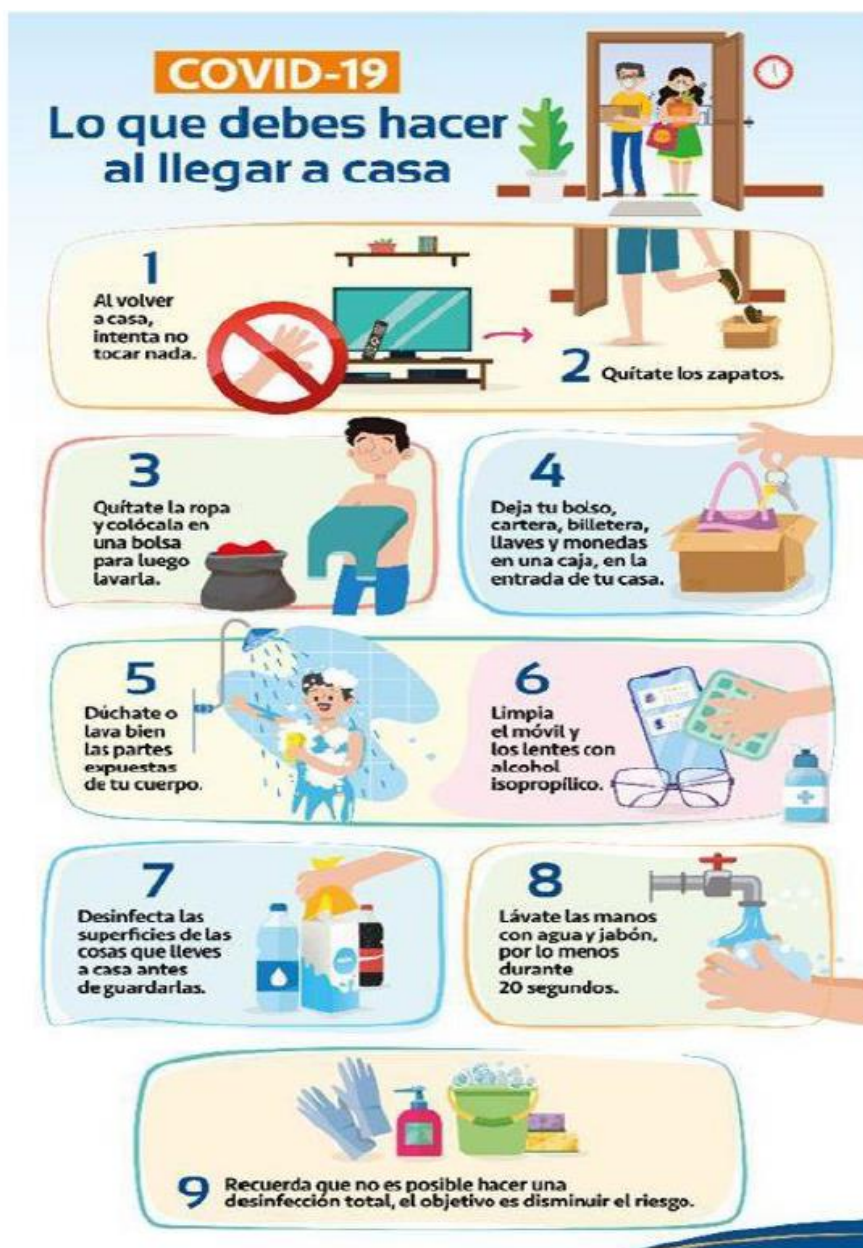 COVID-19
Lo que debes hacer
al llegar a casa
1
Al volver
a casa,
intenta no
tocar nada.
2 Quítate los zapatos.
3
Quítate la ropa
y colócala en
una bolsa
para luego
lavarla.
4
Deja tu bolso,
cartera, billetera,
llaves y monedas
en una caja, en la
entrada de tu casa.
5
Dúchate o
lava bien
las partes
expuestas
de tu cuerpo.
6
Limpia
el móvil y
los lentes con
alcohol
isopropílico.
7
Desinfecta las
superficies de las
cosas que lleves
a casa antes
de guardarlas.
8
Lávate las manos
con agua y jabón,
por lo menos
durante
20 segundos.
9 Recuerda que no es posible hacer una
desinfección total, el objetivo es disminuir el riesgo.